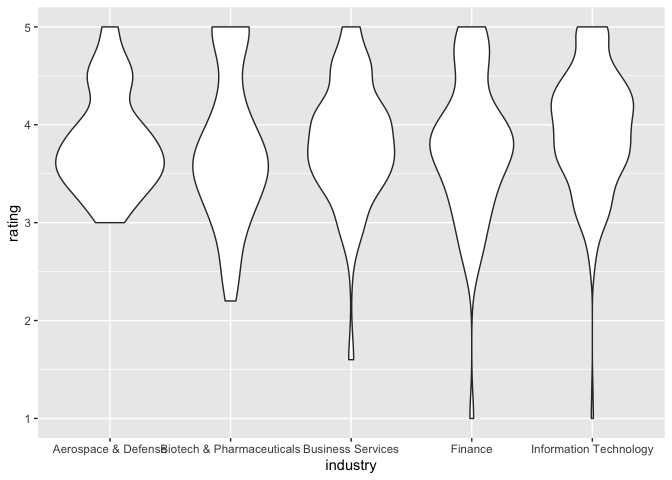 5
4
3
2
1
rating
Aerospace & Defense Biotech & Pharmaceuticals Business Services Finance Information Technology
industry